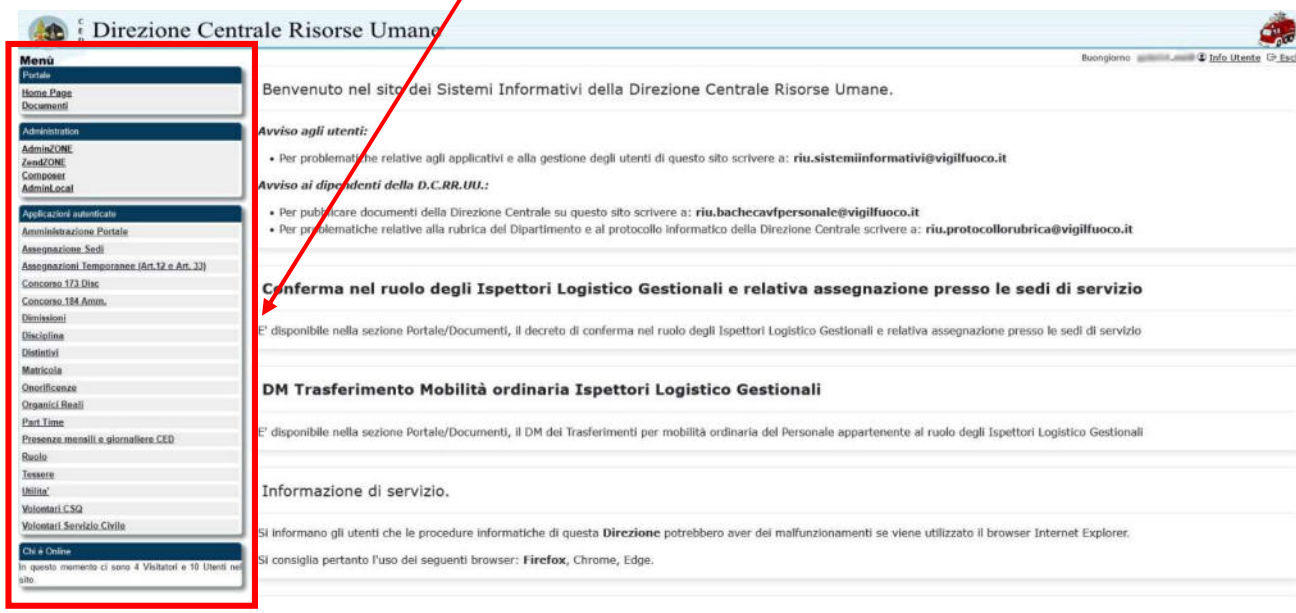 Direzione Centrale Risorse Umane
Buongiorno Info Utente
Menù
Portale
Home Page
Documenti
Administration
AdminZONE
ZendZONE
Composer
AdminLocal
Applicazioni autenticate
Amministrazione Portale
Assegnazione Sedi
Assegnazioni Temporanee (Art.12 e Art. 33)
Concorso 173 Disc
Concorso 184 Amm.
Dimissioni
Disciplina
Distintivi
Matricola
Onorificenze
Organici Reali
Part Time
Presenze mensili e giornaliere CED
Ruolo
Tessere
Utilita'
Volontari CSQ
Volontari Servizio Civile
Chi è Online
In questo momento ci sono 4 Visitatori e 10 Utenti nel
sito.
Benvenuto nel sito dei Sistemi Informativi della Direzione Centrale Risorse Umane.
Avviso agli utenti:
• Per problematiche relative agli applicativi e alla gestione degli utenti di questo sito scrivere a: riu.sistemiinformativi@vigilfuoco.it
Avviso ai dipendenti della D.C.RR.UU.:
• Per pubblicare documenti della Direzione Centrale su questo sito scrivere a: riu.bachecavfpersonale@vigilfuoco.it
• Per problematiche relative alla rubrica del Dipartimento e al protocollo informatico della Direzione Centrale scrivere a: riu.protocollorubrica@vigilfuoco.it
Conferma nel ruolo degli Ispettori Logistico Gestionali e relativa assegnazione presso le sedi di servizio
E' disponibile nella sezione Portale/Documenti, il decreto di conferma nel ruolo degli Ispettori Logistico Gestionali e relativa assegnazione presso le sedi di servizio
DM Trasferimento Mobilità ordinaria Ispettori Logistico Gestionali
E' disponibile nella sezione Portale/Documenti, il DM dei Trasferimenti per mobilità ordinaria del Personale appartenente al ruolo degli Ispettori Logistico Gestionali
Informazione di servizio.
Si informano gli utenti che le procedure informatiche di questa Direzione potrebbero aver dei malfunzionamenti se viene utilizzato il browser Internet Explorer.
Si consiglia pertanto l'uso dei seguenti browser: Firefox, Chrome, Edge.